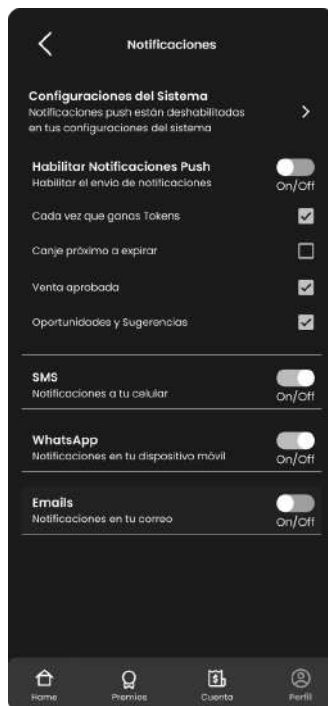 Notificaciones
Configuraciones del Sistema
Notificaciones push están deshabilitadas
en tus configuraciones del sistema
Habilitar Notificaciones Push
Habilitar el envío de notificaciones
On/Off
Cada vez que ganas Tokens
Canje próximo a expirar
Venta aprobada
Oportunidades y Sugerencias
SMS
Notificaciones a tu celular
On/Off
WhatsApp
Notificaciones en tu dispositivo móvil
On/Off
Emails
Notificaciones en tu correo
On/Off
Home
Premios
Cuenta
Perfil